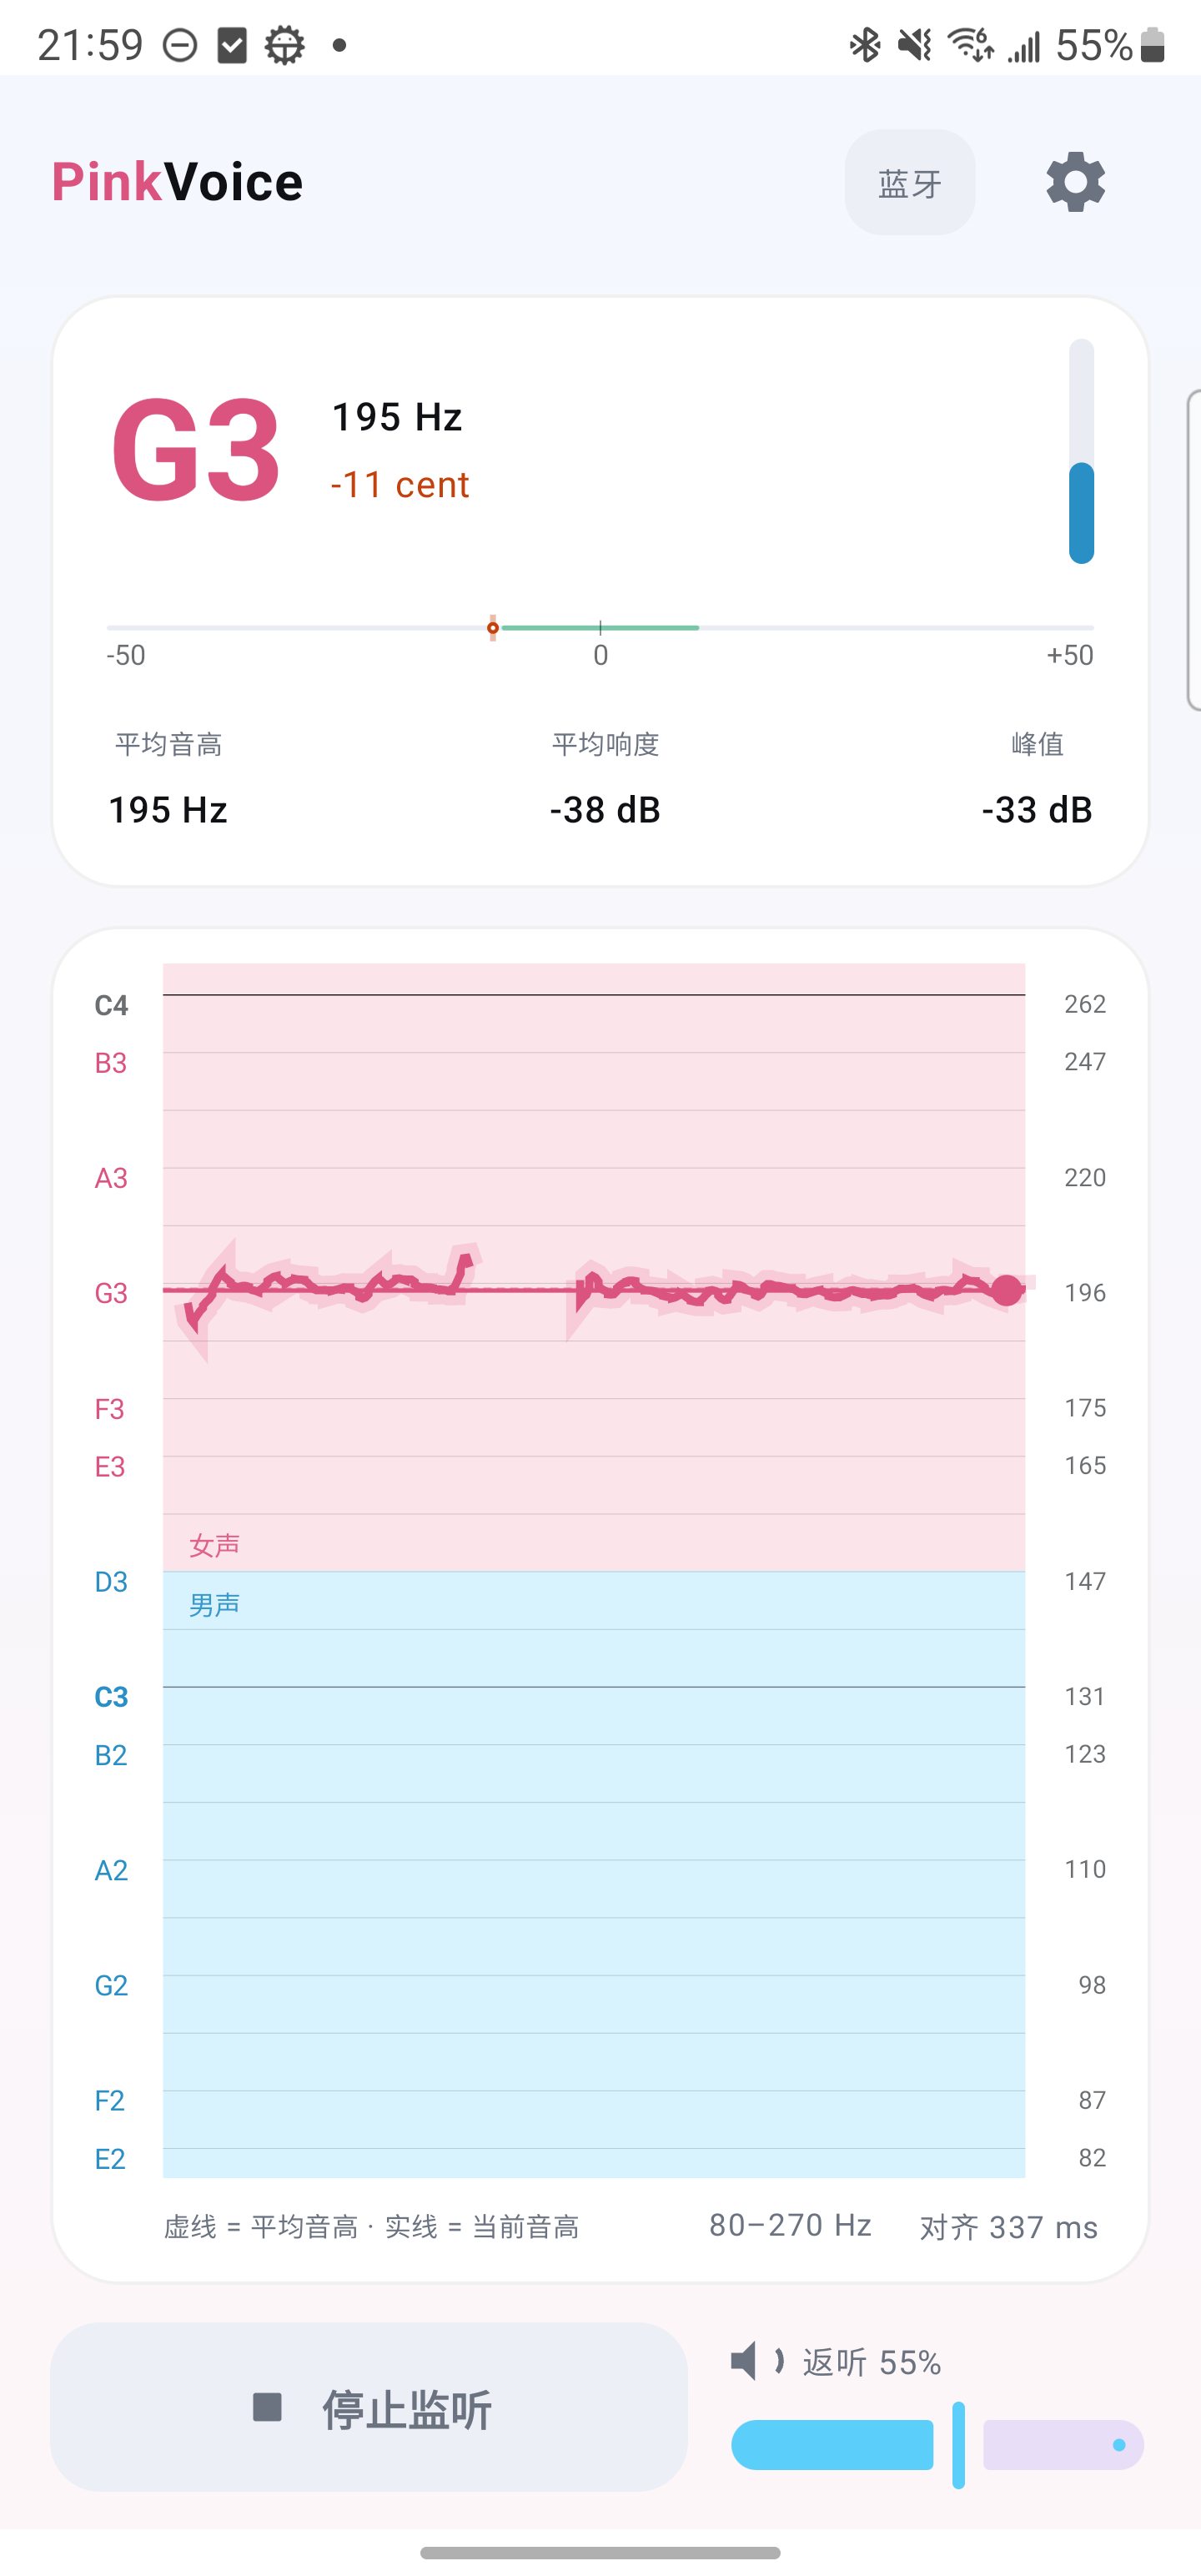 21:59 6 55%
PinkVoice 蓝牙
G3
195 Hz
-11 cent
-50 0 +50
平均音高 平均响度 峰值
195 Hz -38 dB -33 dB
C4 262
B3 247
A3 220
G3 196
F3 175
E3 165
女声
D3 147
男声
C3 131
B2 123
A2 110
G2 98
F2 87
E2 82
虚线 = 平均音高 · 实线 = 当前音高 80–270 Hz 对齐 337 ms
返听 55%
停止监听